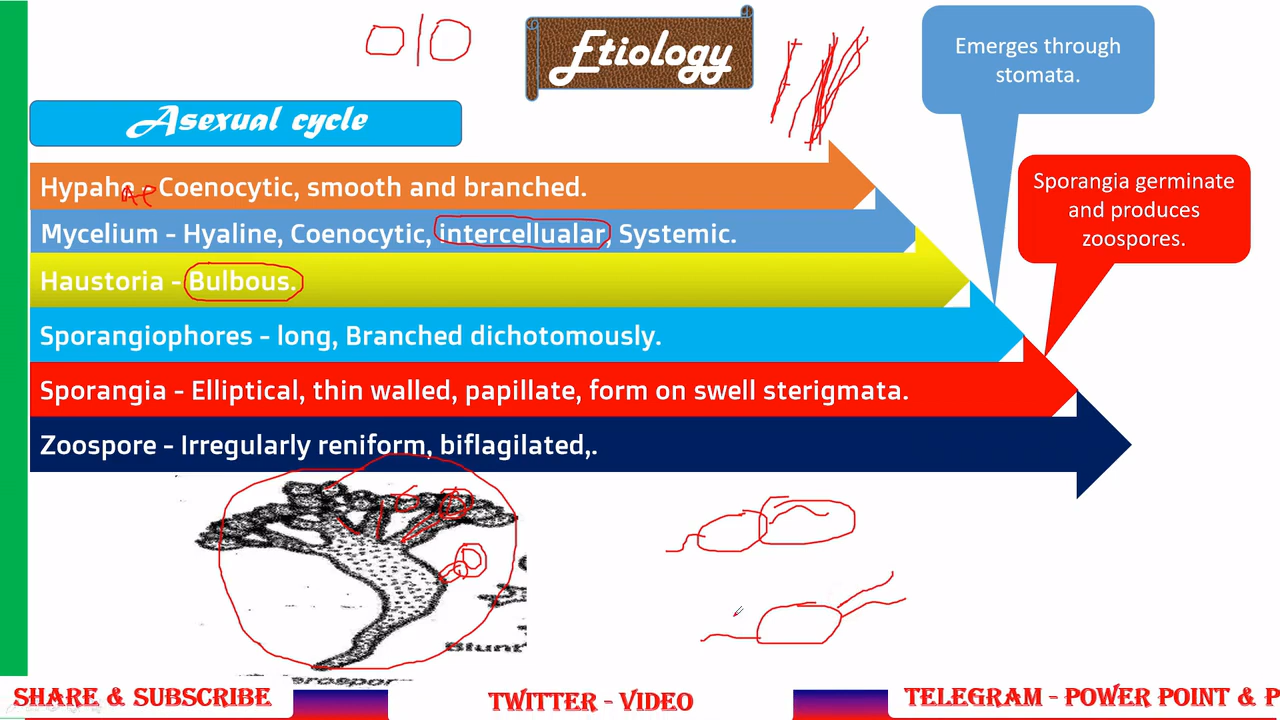 Etiology
Emerges through
stomata.
Asexual cycle
Sporangia germinate
and produces
zoospores.
Hypahe - Coenocytic, smooth and branched.
Mycelium - Hyaline, Coenocytic, intercellualar, Systemic.
Haustoria - Bulbous.
Sporangiophores - long, Branched dichotomously.
Sporangia - Elliptical, thin walled, papillate, form on swell sterigmata.
Zoospore - Irregularly reniform, biflagilated,.
SHARE & SUBSCRIBE
TWITTER - VIDEO
TELEGRAM - POWER POINT & P